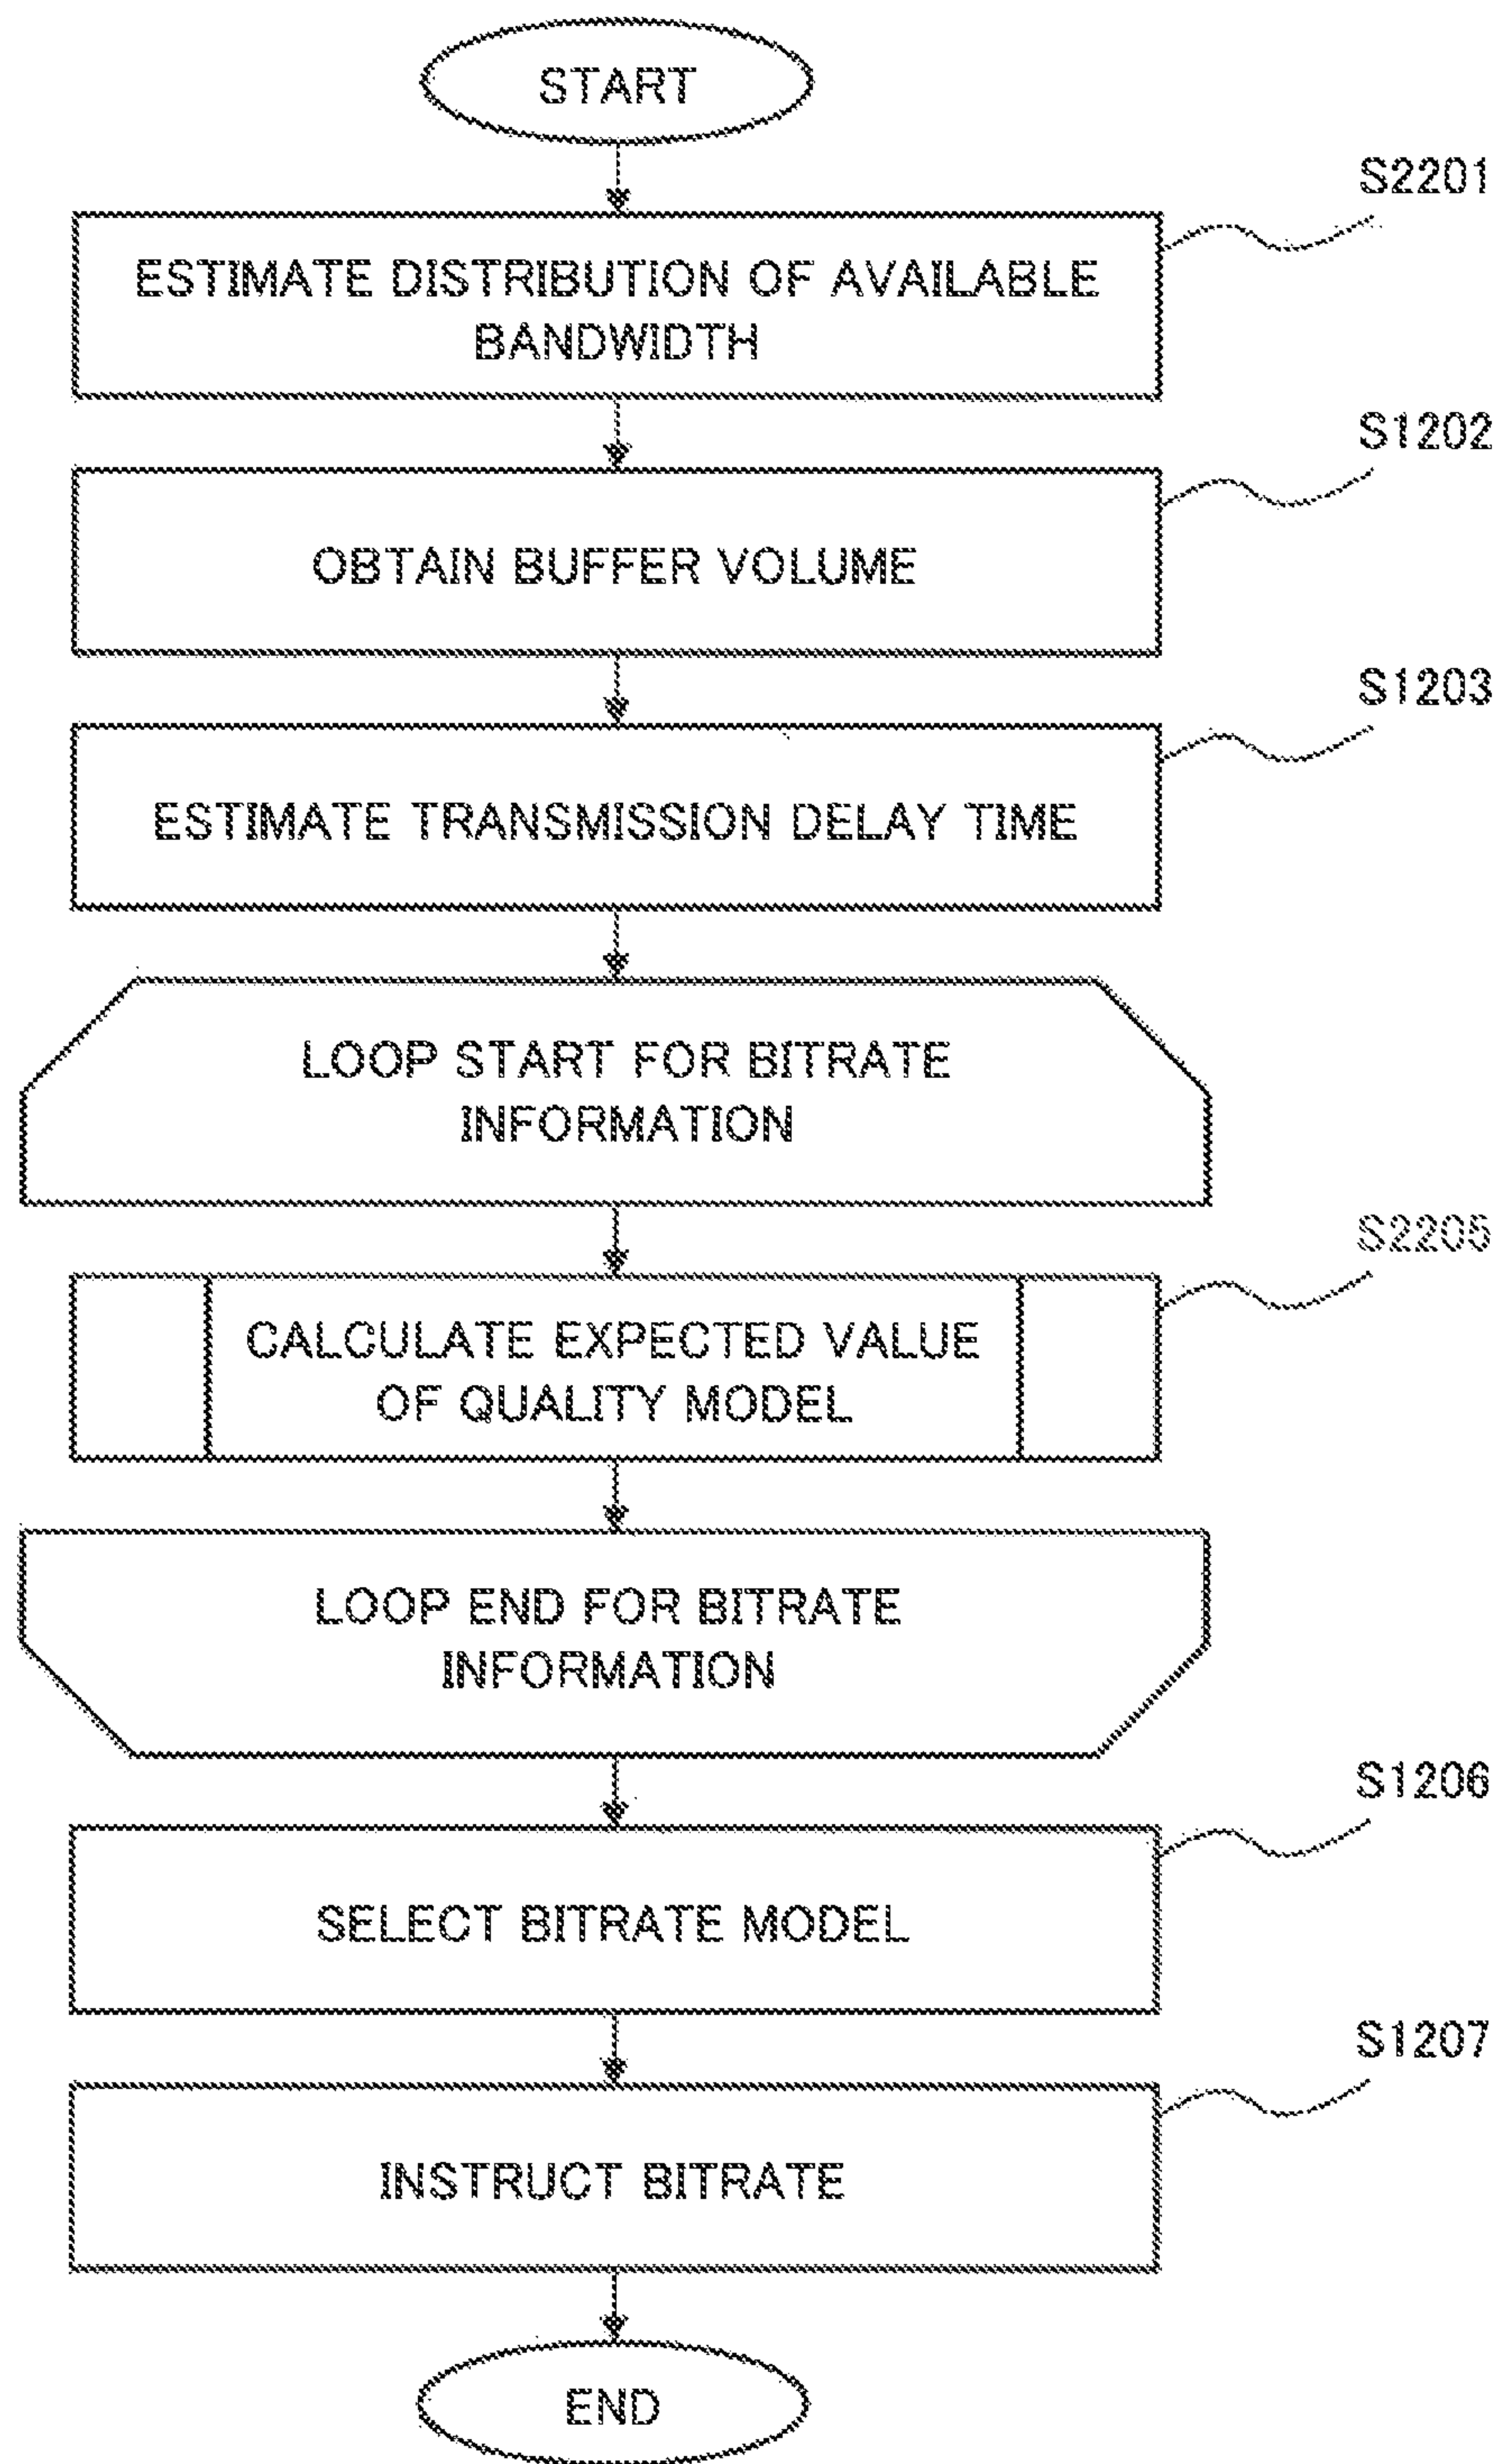 START
S2201
ESTIMATE DISTRIBUTION OF AVAILABLE
BANDWIDTH
S1202
OBTAIN BUFFER VOLUME
S1203
ESTIMATE TRANSMISSION DELAY TIME
LOOP START FOR BITRATE
INFORMATION
S2205
CALCULATE EXPECTED VALUE
OF QUALITY MODEL
LOOP END FOR BITRATE
INFORMATION
S1206
SELECT BITRATE MODEL
S1207
INSTRUCT BITRATE
END